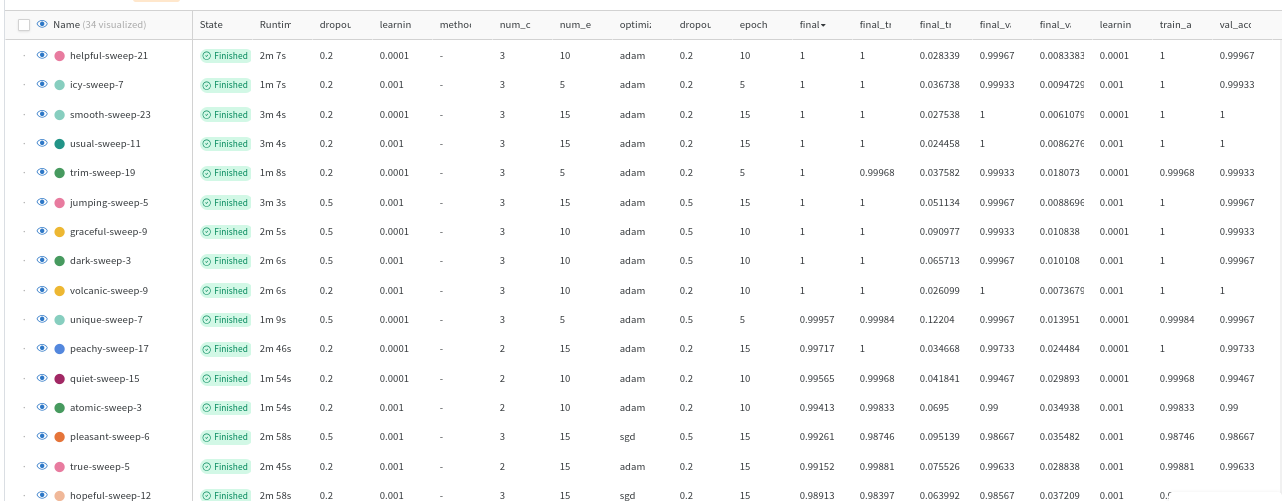 Name (34 visualized) State Runtin dropou learnin method num_c num_e optimi: dropou epoch final final_tr final_tr final_v final_v learnin train_a val_acc
helpful-sweep-21 Finished 2m 7s 0.2 0.0001 - 3 10 adam 0.2 10 1 1 0.028339 0.99967 0.0083383 0.0001 1 0.99967
icy-sweep-7 Finished 1m 7s 0.2 0.001 - 3 5 adam 0.2 5 1 1 0.036738 0.99933 0.0094729 0.001 1 0.99933
smooth-sweep-23 Finished 3m 4s 0.2 0.0001 - 3 15 adam 0.2 15 1 1 0.027538 1 0.0061079 0.0001 1 1
usual-sweep-11 Finished 3m 4s 0.2 0.001 - 3 15 adam 0.2 15 1 1 0.024458 1 0.0086276 0.001 1 1
trim-sweep-19 Finished 1m 8s 0.2 0.0001 - 3 5 adam 0.2 5 1 0.99968 0.037582 0.99933 0.018073 0.0001 0.99968 0.99933
jumping-sweep-5 Finished 3m 3s 0.5 0.001 - 3 15 adam 0.5 15 1 1 0.051134 0.99967 0.0088696 0.001 1 0.99967
graceful-sweep-9 Finished 2m 5s 0.5 0.0001 - 3 10 adam 0.5 10 1 1 0.090977 0.99933 0.010838 0.0001 1 0.99933
dark-sweep-3 Finished 2m 6s 0.5 0.001 - 3 10 adam 0.5 10 1 1 0.065713 0.99967 0.010108 0.001 1 0.99967
volcanic-sweep-9 Finished 2m 6s 0.2 0.001 - 3 10 adam 0.2 10 1 1 0.026099 1 0.0073679 0.001 1 1
unique-sweep-7 Finished 1m 9s 0.5 0.0001 - 3 5 adam 0.5 5 0.99957 0.99984 0.12204 0.99967 0.013951 0.0001 0.99984 0.99967
peachy-sweep-17 Finished 2m 46s 0.2 0.0001 - 2 15 adam 0.2 15 0.99717 1 0.034668 0.99733 0.024484 0.0001 1 0.99733
quiet-sweep-15 Finished 1m 54s 0.2 0.0001 - 2 10 adam 0.2 10 0.99565 0.99968 0.041841 0.99467 0.029893 0.0001 0.99968 0.99467
atomic-sweep-3 Finished 1m 54s 0.2 0.001 - 2 10 adam 0.2 10 0.99413 0.99833 0.0695 0.99 0.034938 0.001 0.99833 0.99
pleasant-sweep-6 Finished 2m 58s 0.5 0.001 - 3 15 sgd 0.5 15 0.99261 0.98746 0.095139 0.98667 0.035482 0.001 0.98746 0.98667
true-sweep-5 Finished 2m 45s 0.2 0.001 - 2 15 adam 0.2 15 0.99152 0.99881 0.075526 0.99633 0.028838 0.001 0.99881 0.99633
hopeful-sweep-12 Finished 2m 58s 0.2 0.001 - 3 15 sgd 0.2 15 0.98913 0.98397 0.063992 0.98567 0.037209 0.001